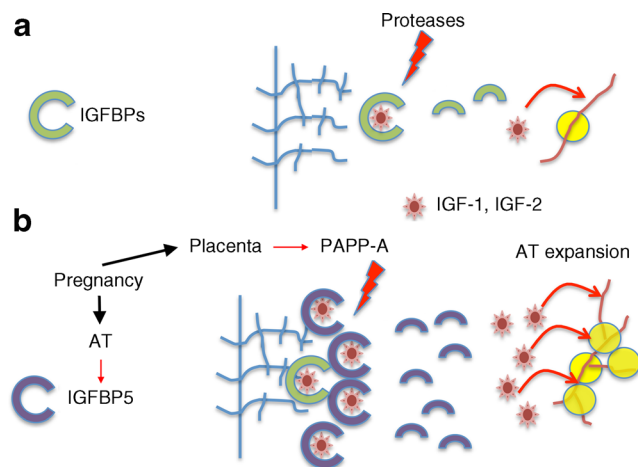 a
Proteases
IGFBPs
IGF-1, IGF-2
b
Placenta
PAPP-A
AT expansion
Pregnancy
AT
IGFBP5